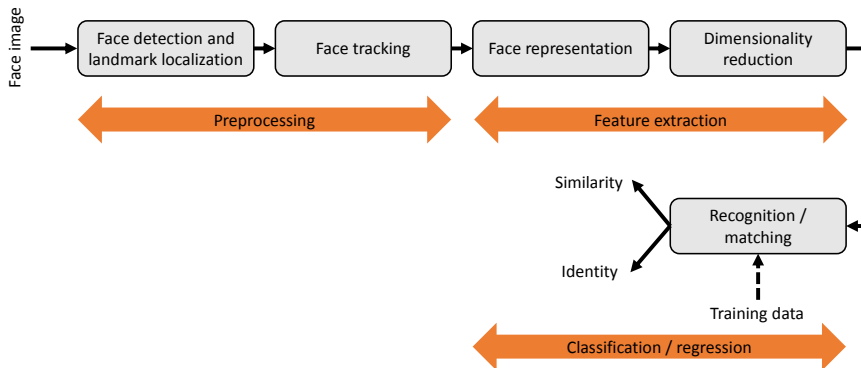 Face image
Face detection and
landmark localization
Face tracking
Face representation
Dimensionality
reduction
Preprocessing
Feature extraction
Similarity
Recognition /
matching
Identity
Training data
Classification / regression